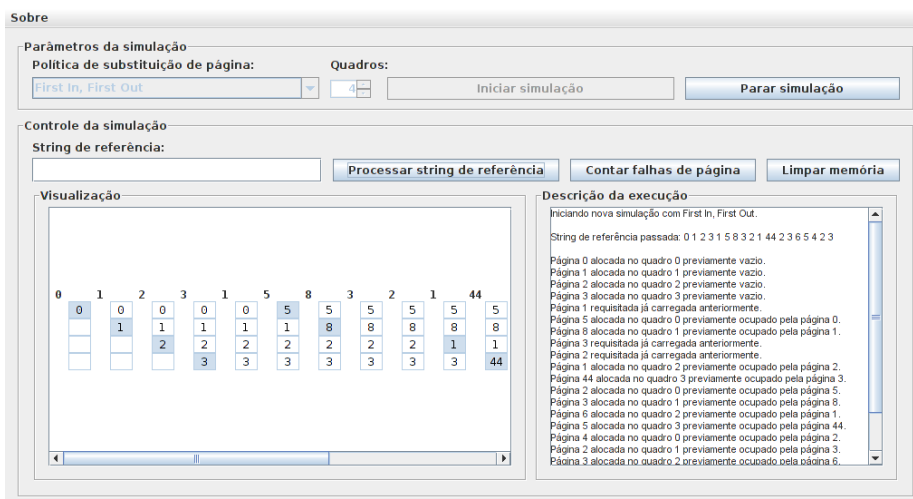 Sobre
Parâmetros da simulação
Política de substituição de página: Quadros:
First In, First Out 4 Iniciar simulação Parar simulação
Controle da simulação
String de referência:
Processar string de referência Contar falhas de página Limpar memória
Visualização
0 1 2 3 1 5 8 3 2 1 44
0 0 0 0 0 5 5 5 5 5 5
1 1 1 1 1 8 8 8 8 8
2 2 2 2 2 2 2 1 1
3 3 3 3 3 3 3 44
Descrição da execução
Iniciando nova simulação com First In, First Out.
String de referência passada: 0 1 2 3 1 5 8 3 2 1 44 2 3 6 5 4 2 3
Página 0 alocada no quadro 0 previamente vazio.
Página 1 alocada no quadro 1 previamente vazio.
Página 2 alocada no quadro 2 previamente vazio.
Página 3 alocada no quadro 3 previamente vazio.
Página 1 requisitada já carregada anteriormente.
Página 5 alocada no quadro 0 previamente ocupado pela página 0.
Página 8 alocada no quadro 1 previamente ocupado pela página 1.
Página 3 requisitada já carregada anteriormente.
Página 2 requisitada já carregada anteriormente.
Página 1 alocada no quadro 2 previamente ocupado pela página 2.
Página 44 alocada no quadro 3 previamente ocupado pela página 3.
Página 2 alocada no quadro 0 previamente ocupado pela página 5.
Página 3 alocada no quadro 1 previamente ocupado pela página 8.
Página 6 alocada no quadro 2 previamente ocupado pela página 1.
Página 5 alocada no quadro 3 previamente ocupado pela página 44.
Página 4 alocada no quadro 0 previamente ocupado pela página 2.
Página 2 alocada no quadro 1 previamente ocupado pela página 3.
Página 3 alocada no quadro 2 previamente ocupado pela página 6.